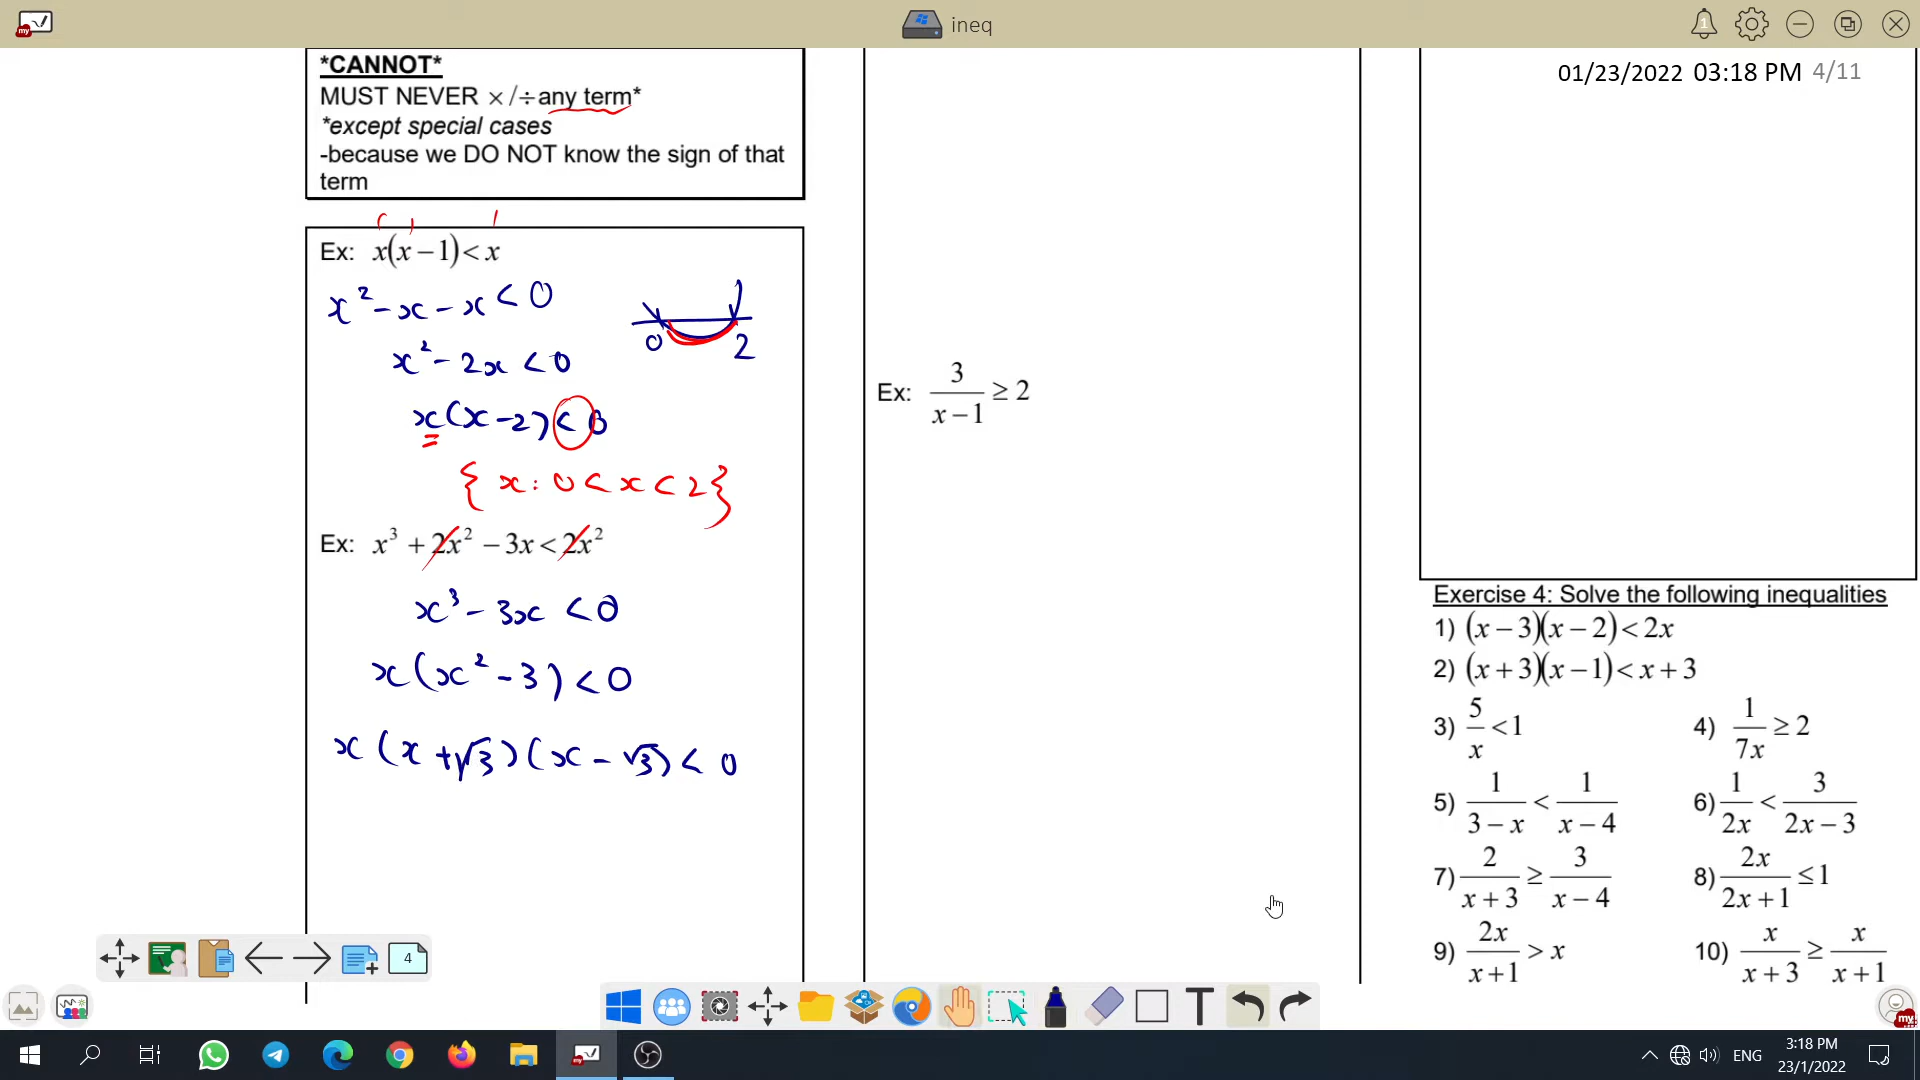 ineq
01/23/2022 03:18 PM 4/11
*CANNOT*
MUST NEVER × /÷ any term*
*except special cases
-because we DO NOT know the sign of that
term
Ex: x(x − 1) < x
x² − x − x < 0
x² − 2x < 0
x(x − 2) < 0
{ x : 0 < x < 2 }
0 2
Ex: x³ + 2x² − 3x < 2x²
x³ − 3x < 0
x(x² − 3) < 0
x(x + √3)(x − √3) < 0
Ex: 3/(x − 1) ≥ 2
Exercise 4: Solve the following inequalities
1) (x − 3)(x − 2) < 2x
2) (x + 3)(x − 1) < x + 3
3) 5/x < 1 4) 1/(7x) ≥ 2
5) 1/(3 − x) < 1/(x − 4) 6) 1/(2x) < 3/(2x − 3)
7) 2/(x + 3) ≥ 3/(x − 4) 8) 2x/(2x + 1) ≤ 1
9) 2x/(x + 1) > x 10) x/(x + 3) ≥ x/(x + 1)
4
T
my
my
ENG
3:18 PM
23/1/2022